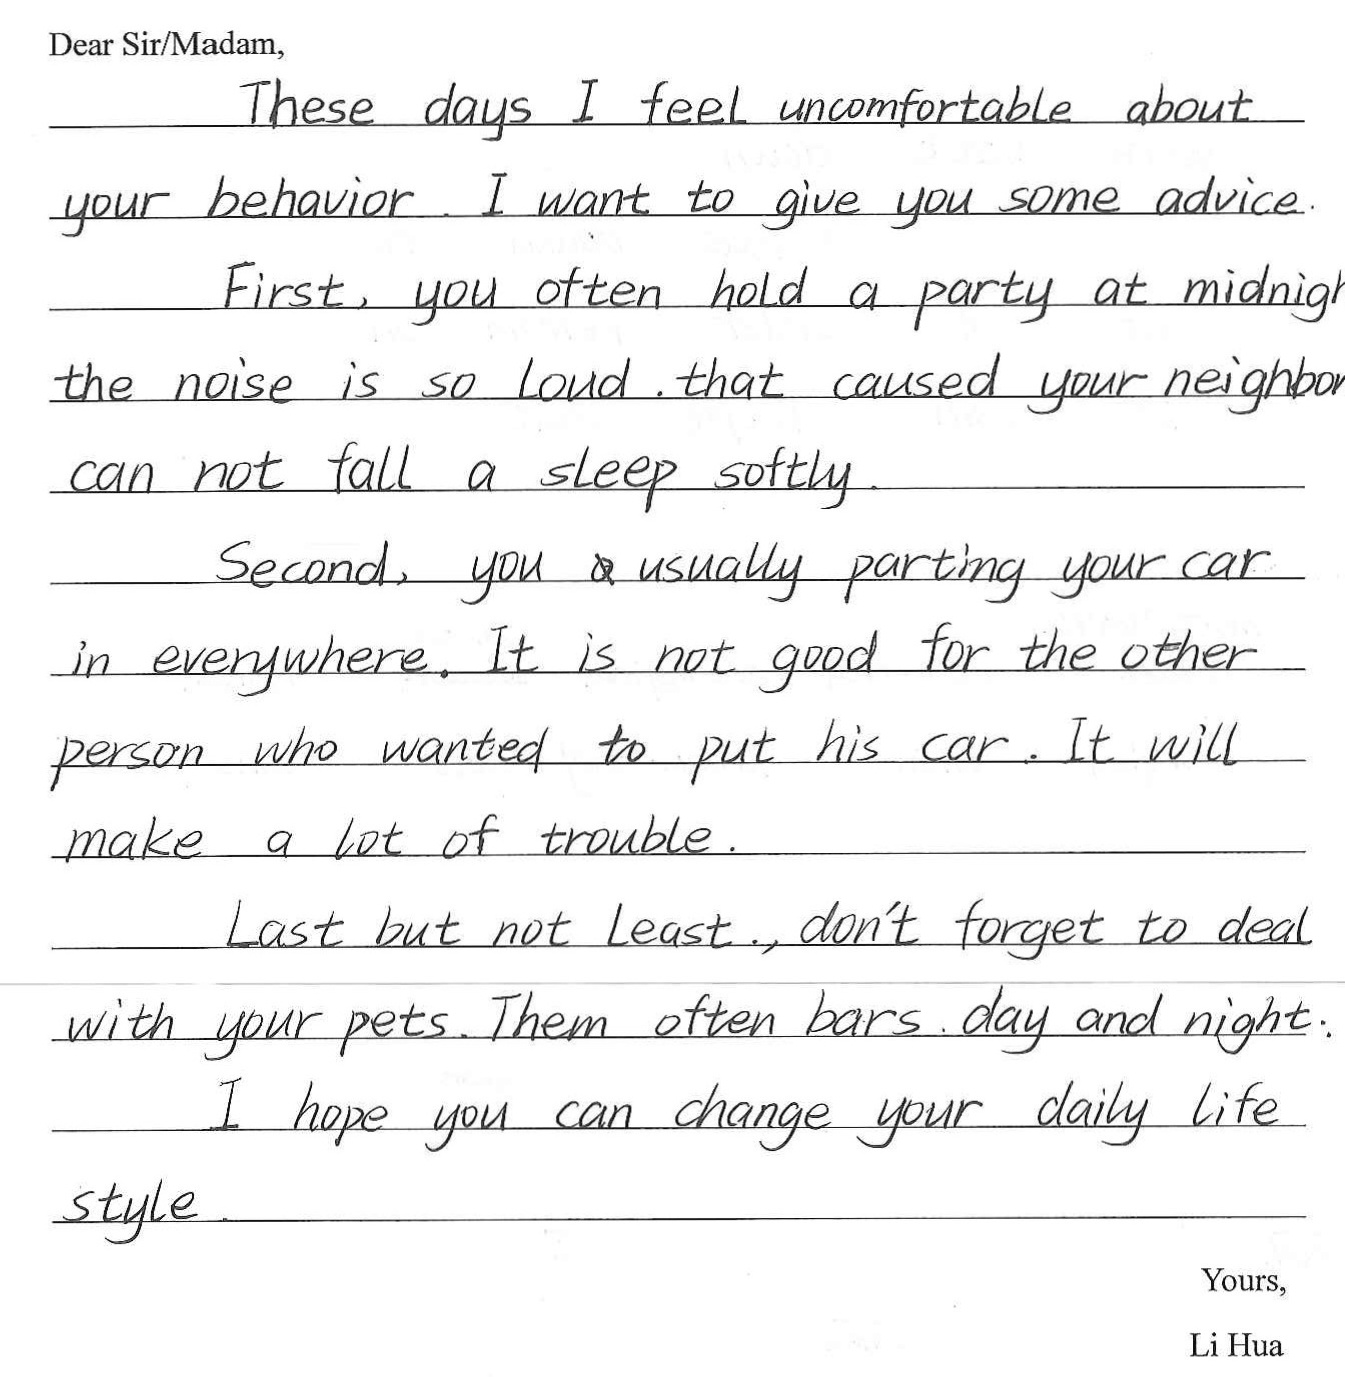 Dear Sir/Madam,
These days I feel uncomfortable about
your behavior. I want to give you some advice.
First, you often hold a party at midnigh
the noise is so loud. that caused your neighbor
can not fall a sleep softly.
Second, you usually parting your car
in everywhere. It is not good for the other
person who wanted to put his car. It will
make a lot of trouble.
Last but not least., don't forget to deal
with your pets. Them often bars. day and night.
I hope you can change your daily life
style.
Yours,
Li Hua